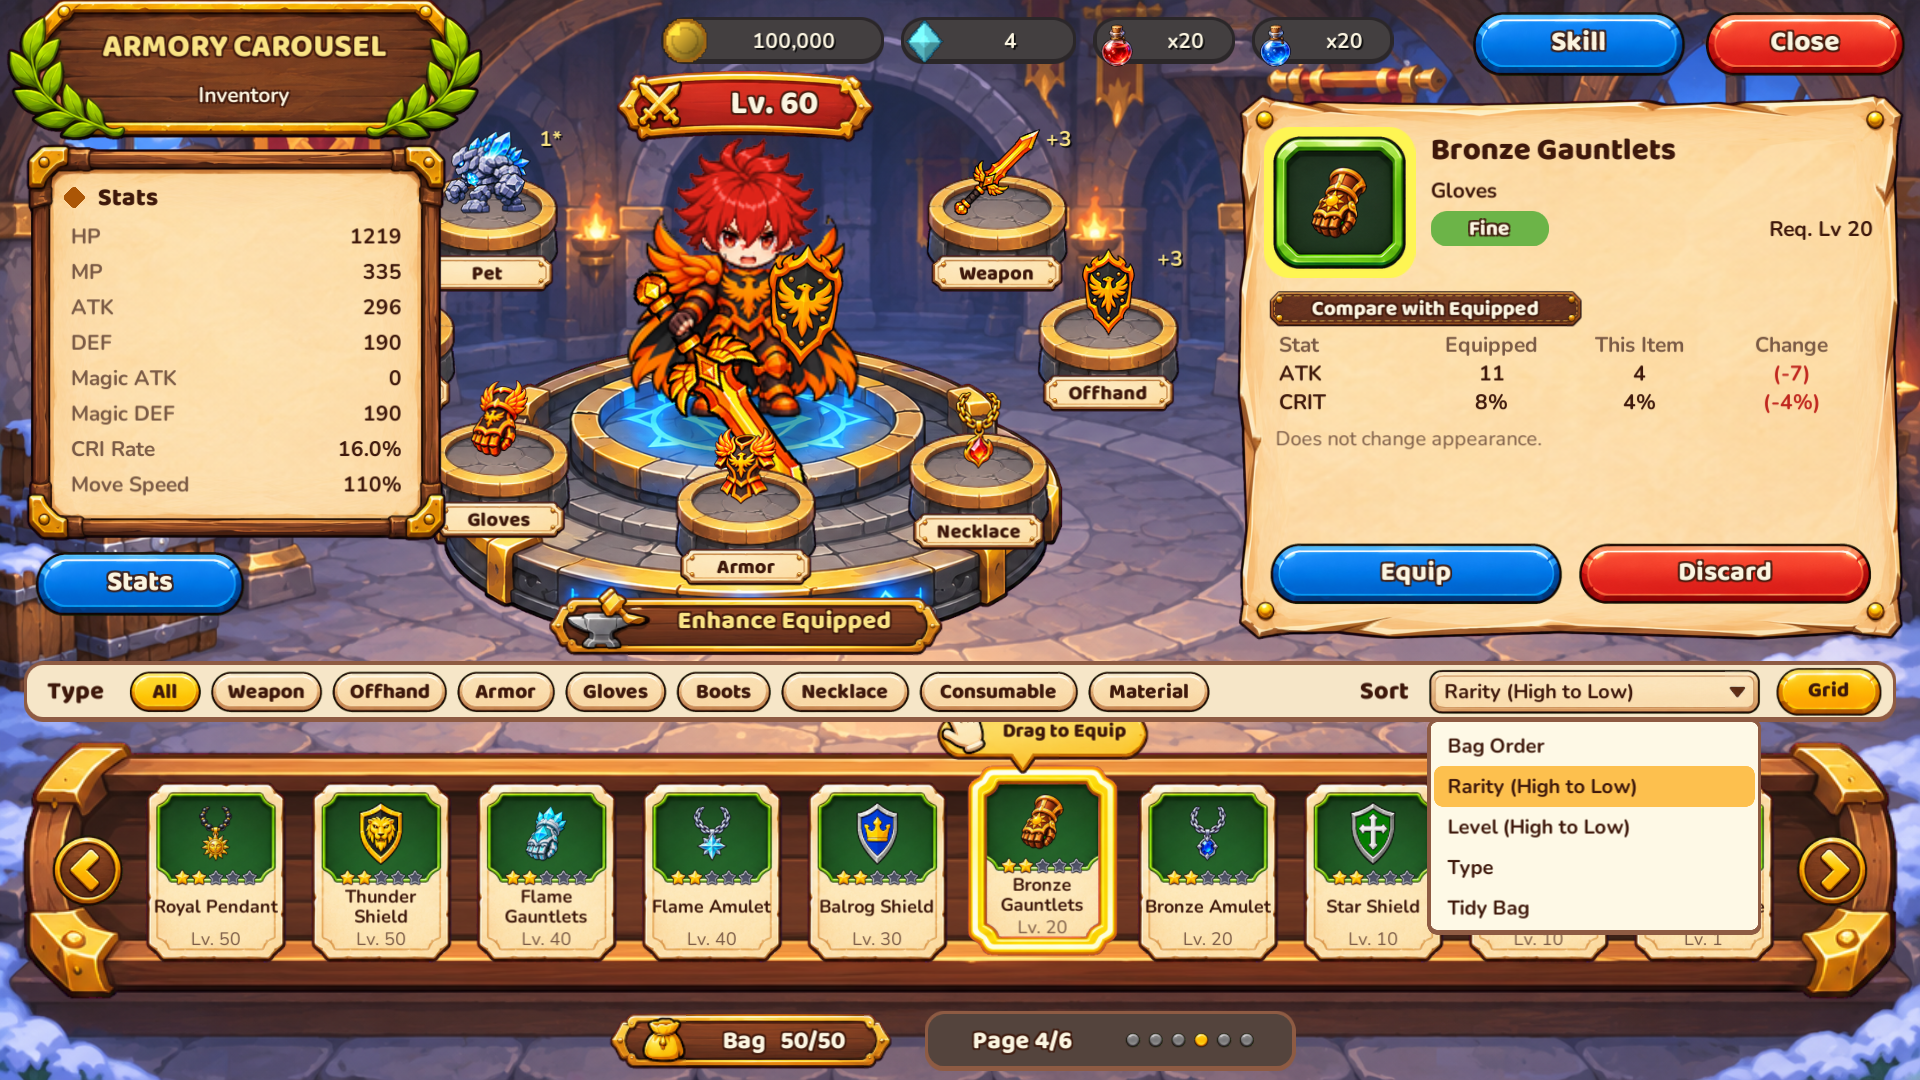 ARMORY CAROUSEL
Inventory
100,000
4
x20
x20
Skill
Close
Lv. 60
Stats
HP 1219
MP 335
ATK 296
DEF 190
Magic ATK 0
Magic DEF 190
CRI Rate 16.0%
Move Speed 110%
Stats
1*
Pet
+3
Weapon
+3
Offhand
Gloves
Necklace
Armor
Enhance Equipped
Bronze Gauntlets
Gloves
Fine
Req. Lv 20
Compare with Equipped
Stat Equipped This Item Change
ATK 11 4 (-7)
CRIT 8% 4% (-4%)
Does not change appearance.
Equip
Discard
Type All Weapon Offhand Armor Gloves Boots Necklace Consumable Material
Sort Rarity (High to Low) Grid
Bag Order
Rarity (High to Low)
Level (High to Low)
Type
Tidy Bag
Drag to Equip
Royal Pendant
Lv. 50
Thunder
Shield
Lv. 50
Flame
Gauntlets
Lv. 40
Flame Amulet
Lv. 40
Balrog Shield
Lv. 30
Bronze
Gauntlets
Lv. 20
Bronze Amulet
Lv. 20
Star Shield
Lv. 10
Lv. 10
Lv. 1
Bag 50/50
Page 4/6